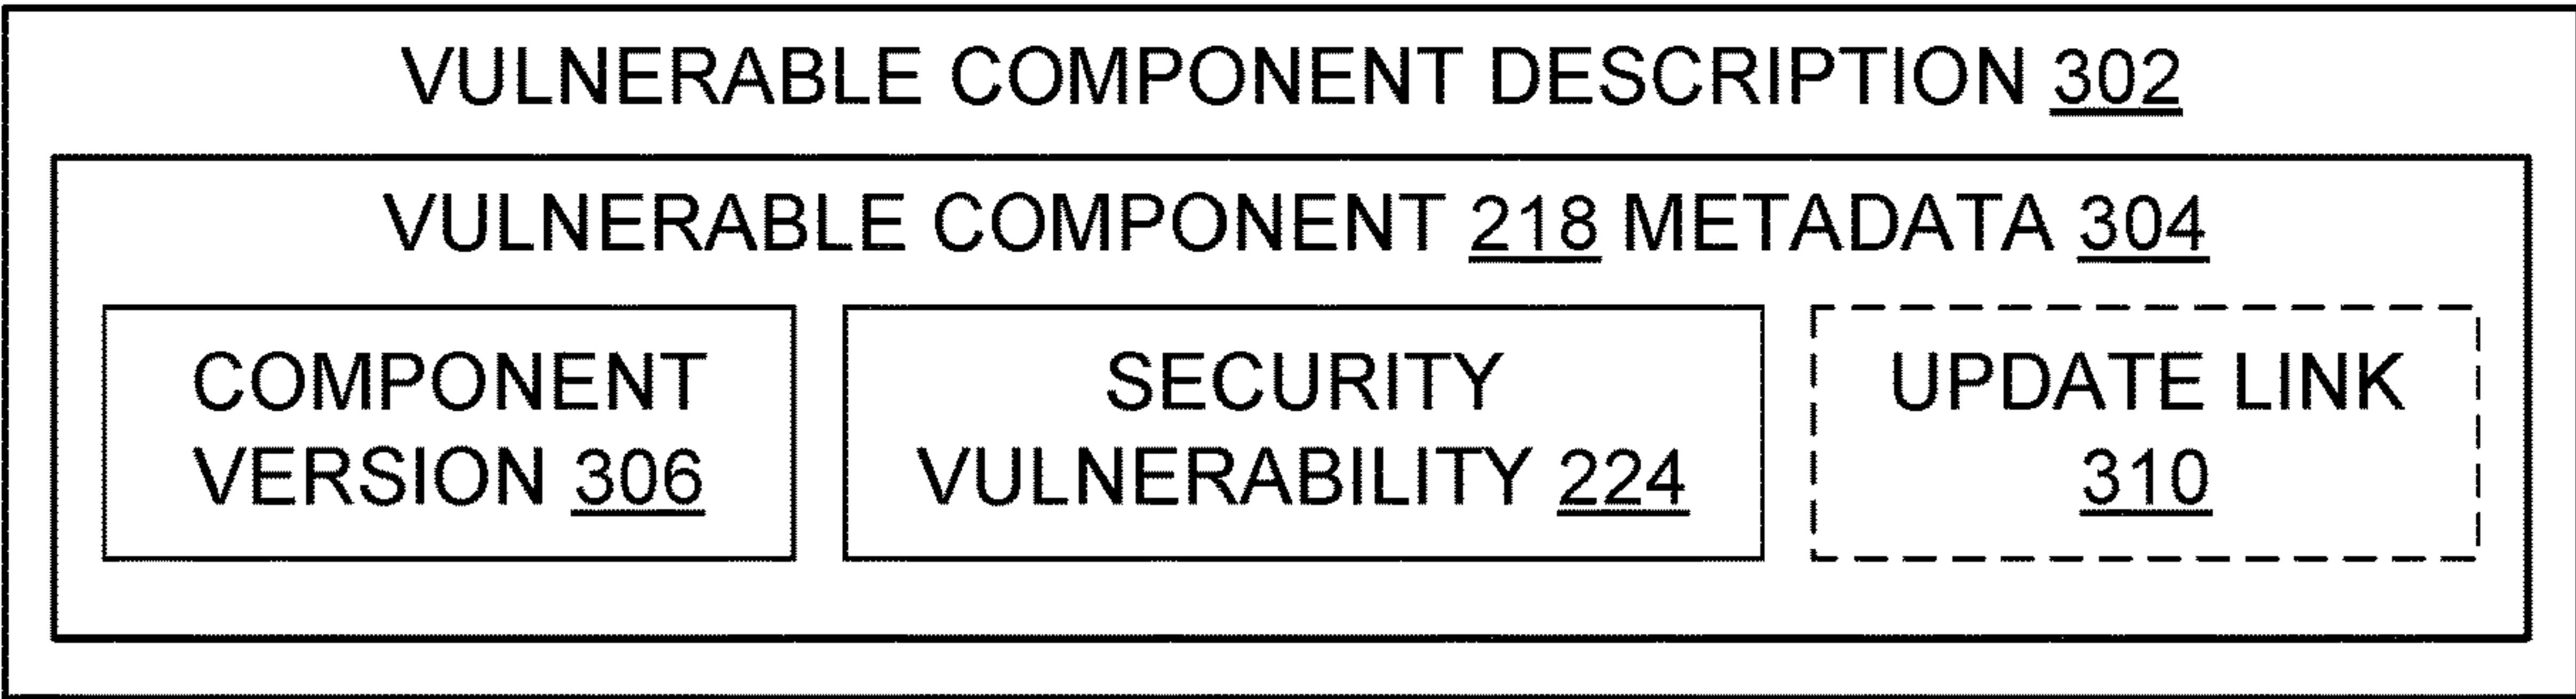 VULNERABLE COMPONENT DESCRIPTION 302
VULNERABLE COMPONENT 218 METADATA 304
COMPONENT
VERSION 306
SECURITY
VULNERABILITY 224
UPDATE LINK
310